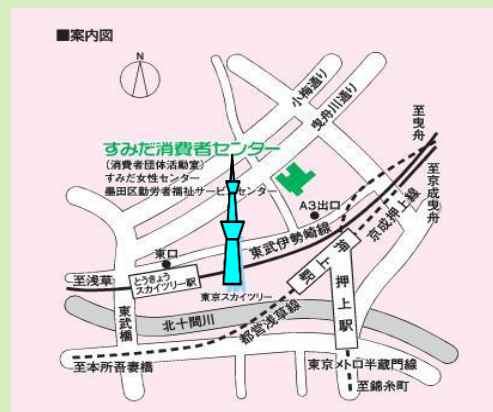 ■案内図
N
小梅通り
曳舟川通り
至曳舟
至京成曳舟
すみだ消費者センター
(消費者団体活動室)
すみだ女性センター
墨田区勤労者福祉サービスセンター
A3出口
京成押上線
東武伊勢崎線
東口
至浅草
とうきょう
スカイツリー駅
東京スカイツリー
押上駅
押上駅
東武橋
北十間川
都営浅草線
至本所吾妻橋
東京メトロ半蔵門線
至錦糸町